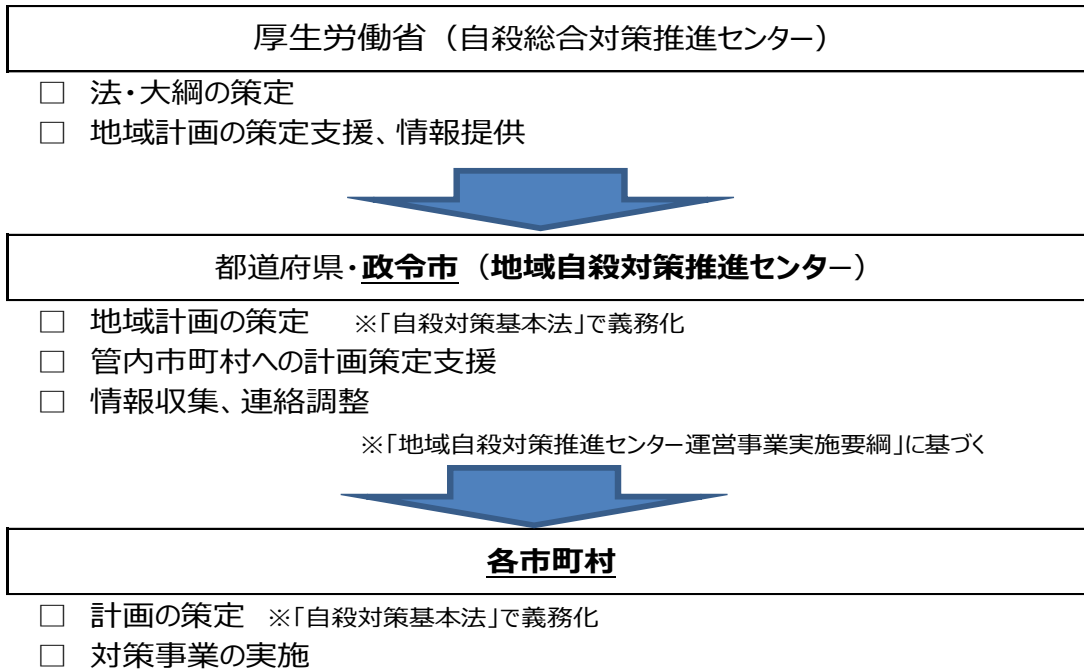 厚生労働省（自殺総合対策推進センター）
□ 法・大綱の策定
□ 地域計画の策定支援、情報提供
都道府県・政令市（地域自殺対策推進センター）
□ 地域計画の策定 ※「自殺対策基本法」で義務化
□ 管内市町村への計画策定支援
□ 情報収集、連絡調整
※「地域自殺対策推進センター運営事業実施要綱」に基づく
各市町村
□ 計画の策定 ※「自殺対策基本法」で義務化
□ 対策事業の実施